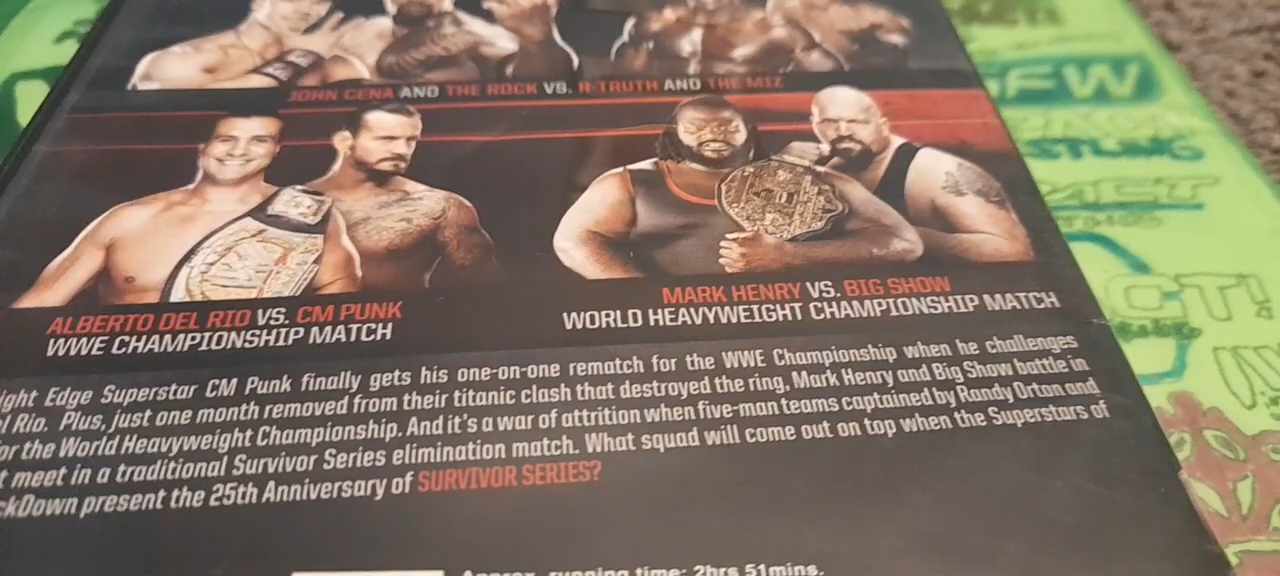 JOHN CENA AND THE ROCK VS. R-TRUTH AND THE MIZ
ALBERTO DEL RIO VS. CM PUNK
WWE CHAMPIONSHIP MATCH
MARK HENRY VS. BIG SHOW
WORLD HEAVYWEIGHT CHAMPIONSHIP MATCH
ght Edge Superstar CM Punk finally gets his one-on-one rematch for the WWE Championship when he challenges
l Rio. Plus, just one month removed from their titanic clash that destroyed the ring, Mark Henry and Big Show battle in
or the World Heavyweight Championship. And it's a war of attrition when five-man teams captained by Randy Orton and
t meet in a traditional Survivor Series elimination match. What squad will come out on top when the Superstars of
ckDown present the 25th Anniversary of SURVIVOR SERIES?
Approx. running time: 2hrs 51mins.
FW
STLING
ACT
CT!